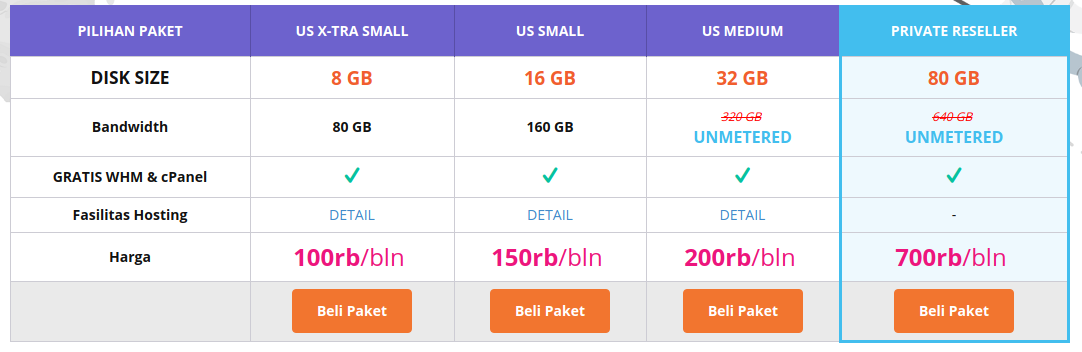 PILIHAN PAKET US X-TRA SMALL US SMALL US MEDIUM PRIVATE RESELLER
DISK SIZE 8 GB 16 GB 32 GB 80 GB
320 GB 640 GB
Bandwidth 80 GB 160 GB UNMETERED UNMETERED
GRATIS WHM & cPanel
Fasilitas Hosting DETAIL DETAIL DETAIL -
Harga 100rb/bln 150rb/bln 200rb/bln 700rb/bln
Beli Paket Beli Paket Beli Paket Beli Paket